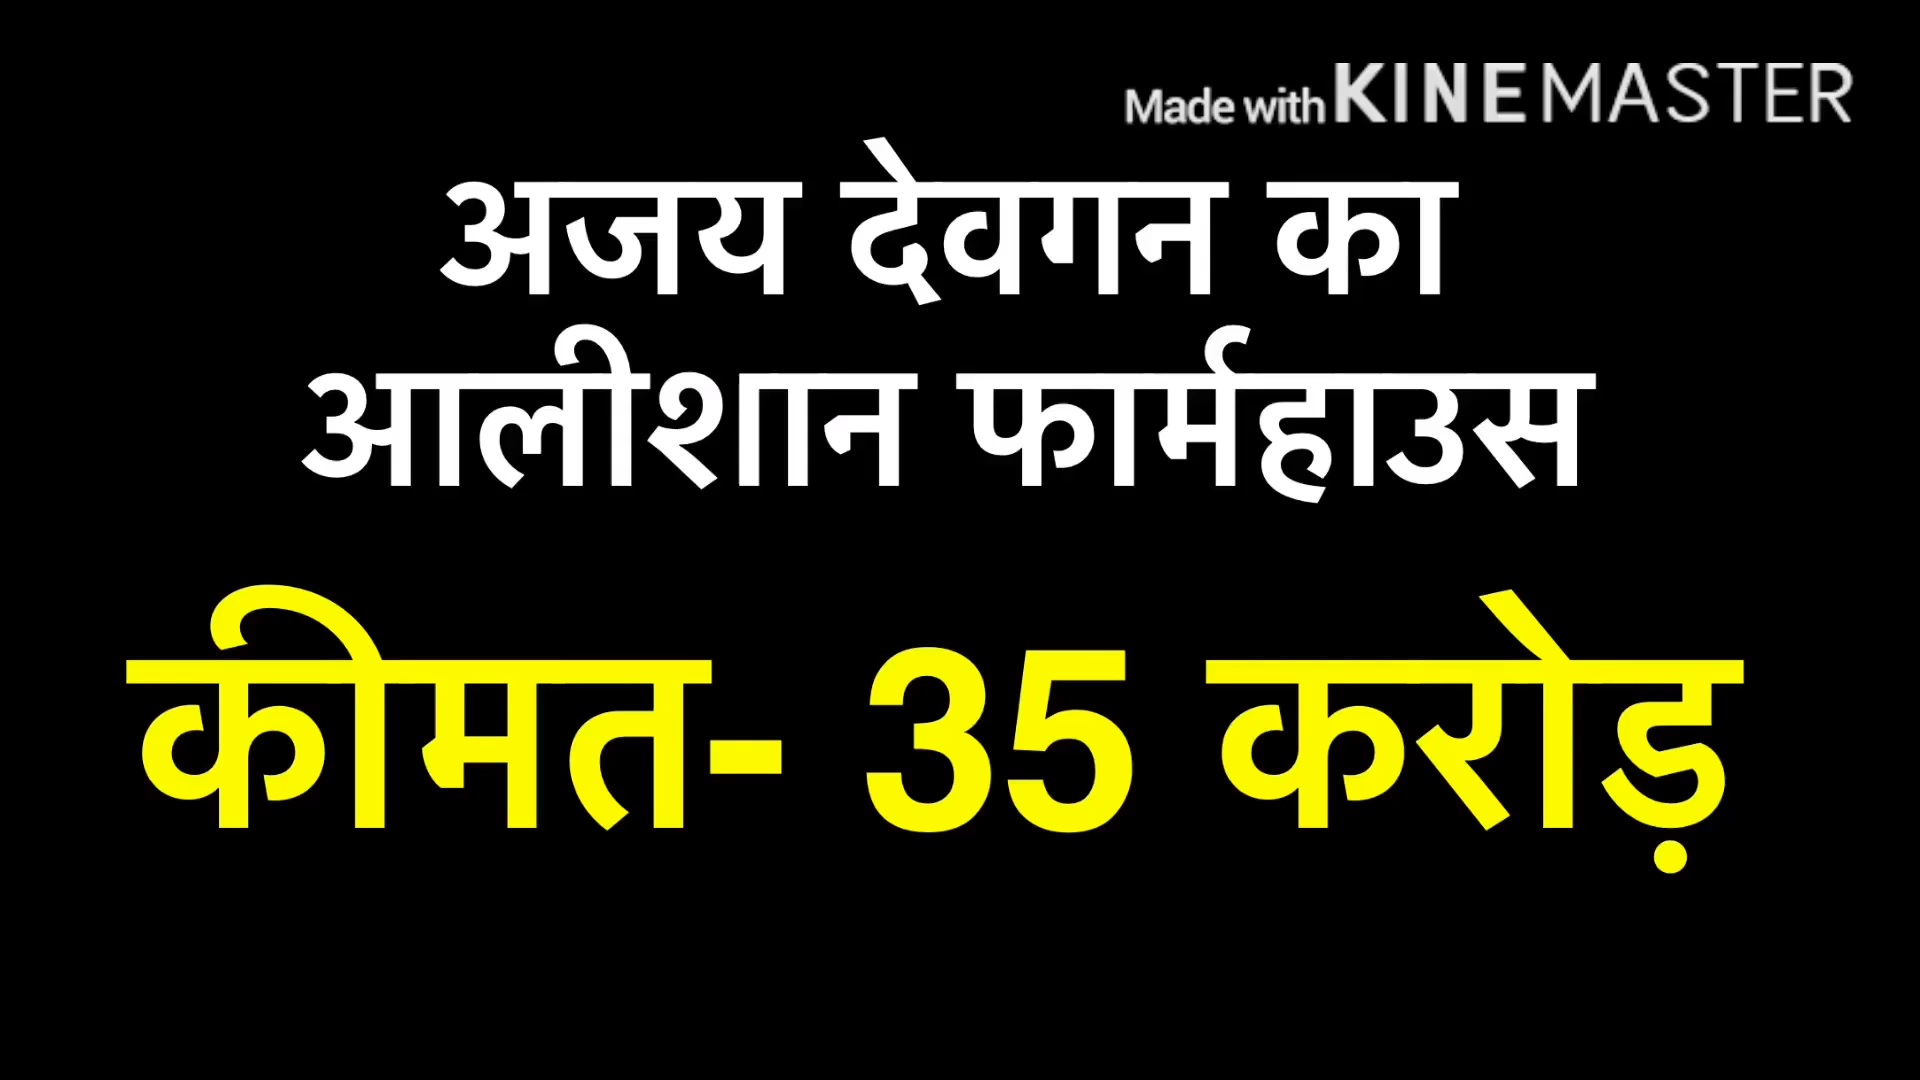 Made with KINEMASTER
अजय देवगन का
आलीशान फार्महाउस
कीमत- 35 करोड़